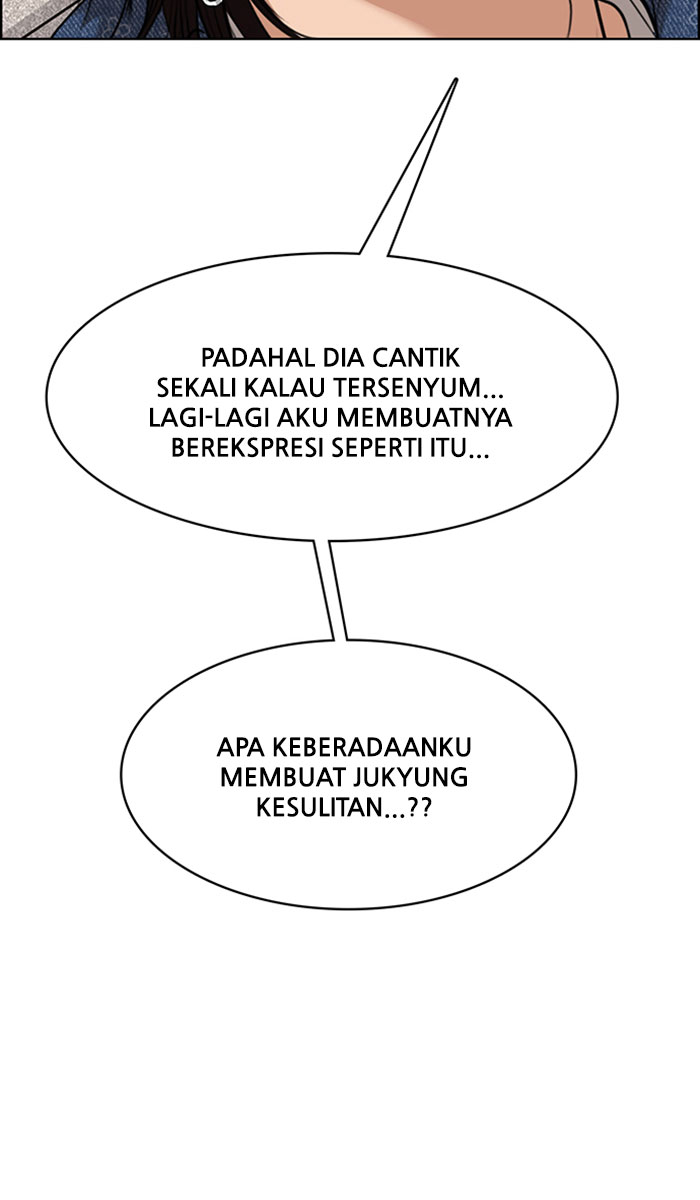 PADAHAL DIA CANTIK
SEKALI KALAU TERSENYUM...
LAGI-LAGI AKU MEMBUATNYA
BEREKSPRESI SEPERTI ITU...
APA KEBERADAANKU
MEMBUAT JUKYUNG
KESULITAN...??